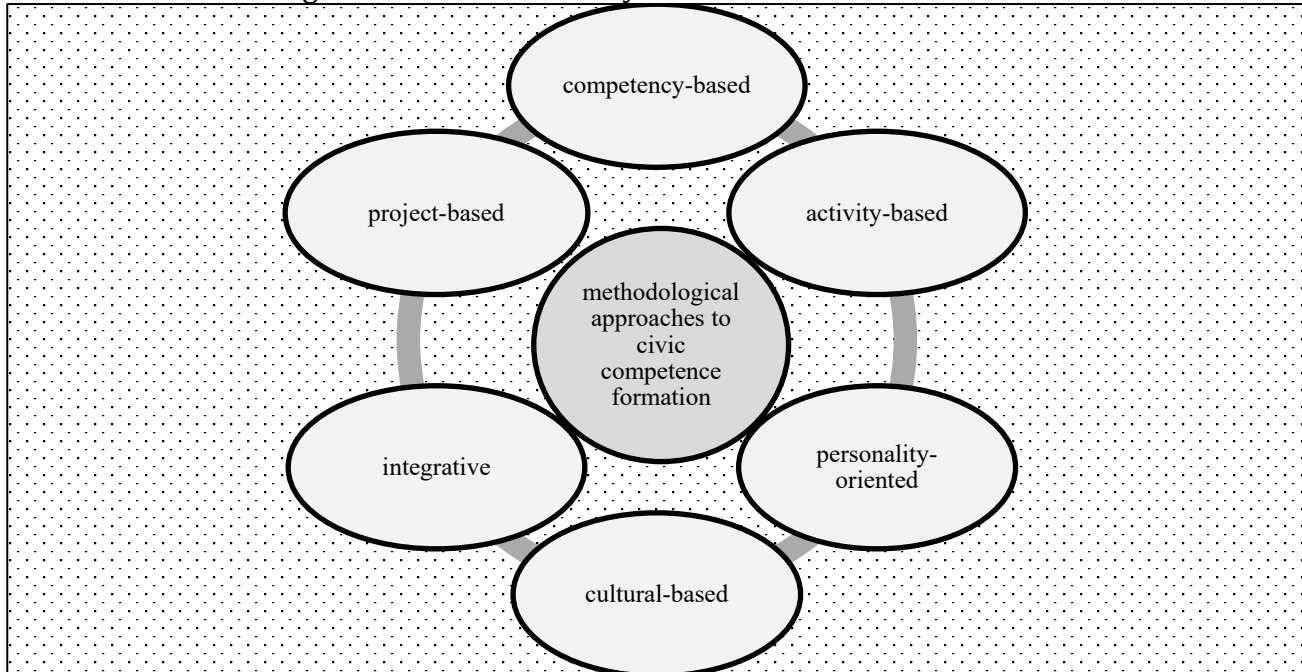 competency-based
project-based
activity-based
methodological
approaches to
civic
competence
formation
integrative
personality-
oriented
cultural-based